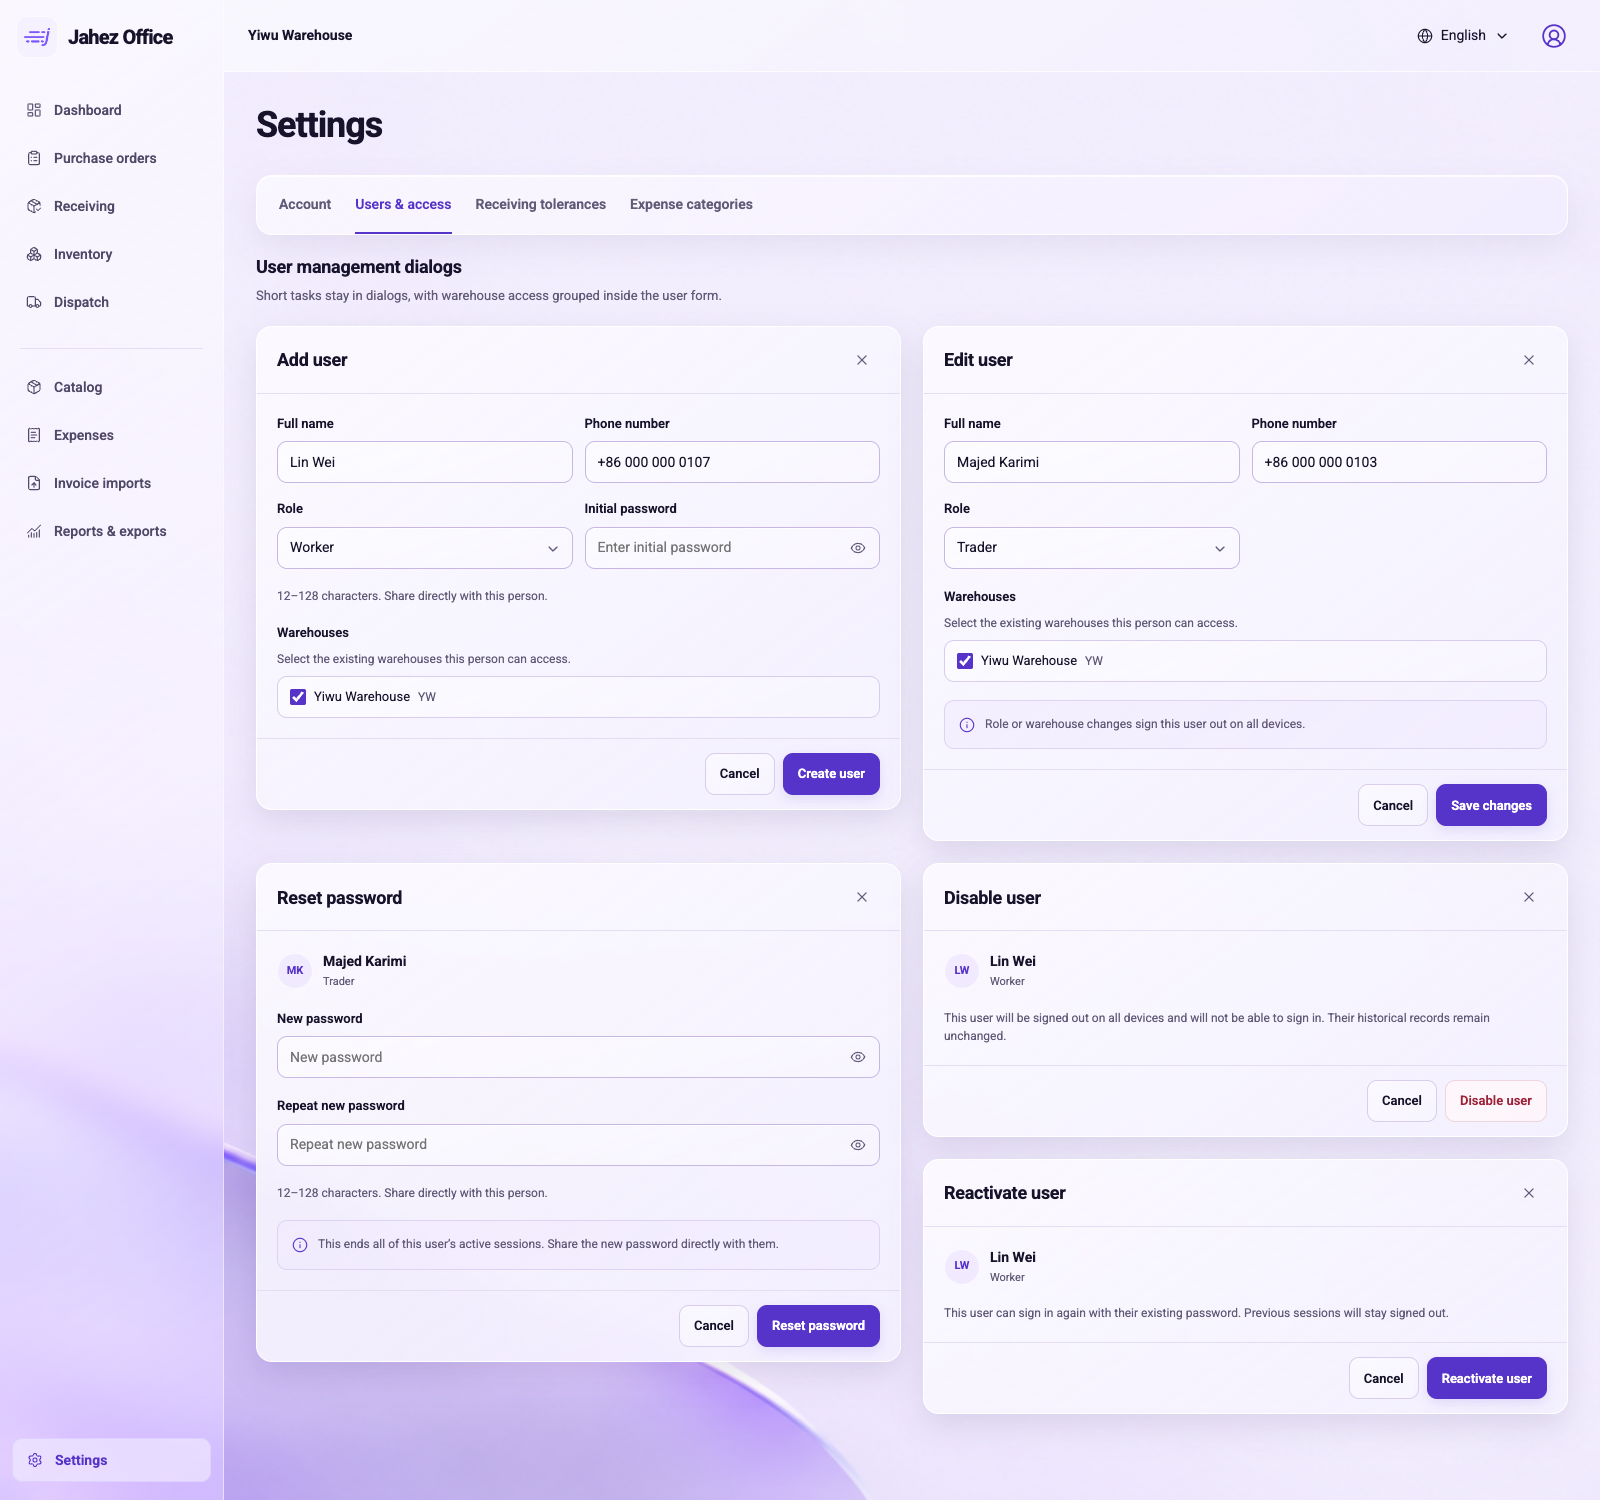 Jahez Office
Yiwu Warehouse
English
Dashboard
Purchase orders
Receiving
Inventory
Dispatch
Catalog
Expenses
Invoice imports
Reports & exports
Settings
Settings
Account
Users & access
Receiving tolerances
Expense categories
User management dialogs
Short tasks stay in dialogs, with warehouse access grouped inside the user form.
Add user
Full name
Phone number
Lin Wei
+86 000 000 0107
Role
Initial password
Worker
Enter initial password
12–128 characters. Share directly with this person.
Warehouses
Select the existing warehouses this person can access.
Yiwu Warehouse YW
Cancel
Create user
Edit user
Full name
Phone number
Majed Karimi
+86 000 000 0103
Role
Trader
Warehouses
Select the existing warehouses this person can access.
Yiwu Warehouse YW
Role or warehouse changes sign this user out on all devices.
Cancel
Save changes
Reset password
MK
Majed Karimi
Trader
New password
New password
Repeat new password
Repeat new password
12–128 characters. Share directly with this person.
This ends all of this user’s active sessions. Share the new password directly with them.
Cancel
Reset password
Disable user
LW
Lin Wei
Worker
This user will be signed out on all devices and will not be able to sign in. Their historical records remain
unchanged.
Cancel
Disable user
Reactivate user
LW
Lin Wei
Worker
This user can sign in again with their existing password. Previous sessions will stay signed out.
Cancel
Reactivate user